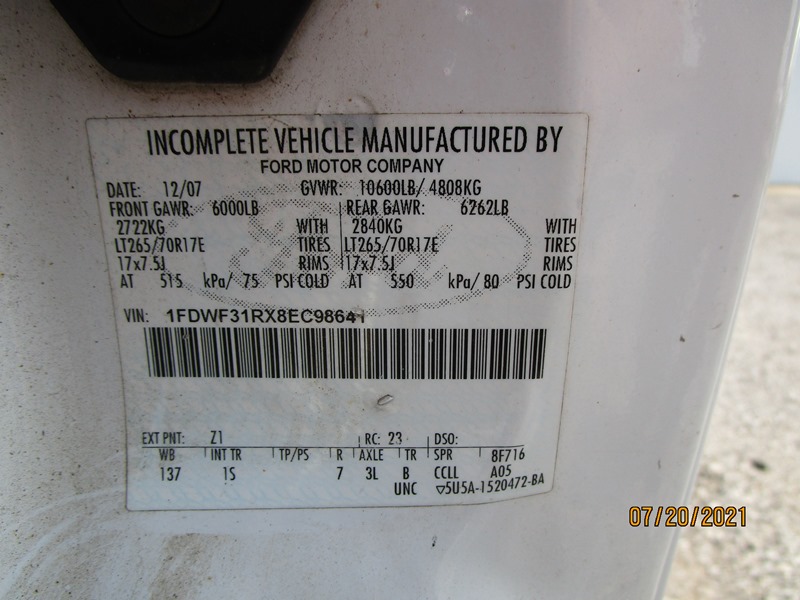 INCOMPLETE VEHICLE MANUFACTURED BY
FORD MOTOR COMPANY
DATE: 12/07 GVWR: 10600LB/ 4808KG
FRONT GAWR: 6000LB REAR GAWR: 6262LB
2722KG WITH 2840KG WITH
LT265/70R17E TIRES LT265/70R17E TIRES
17x7.5J RIMS 17x7.5J RIMS
AT 515 kPa/ 75 PSI COLD AT 550 kPa/ 80 PSI COLD
VIN: 1FDWF31RX8EC98641
EXT PNT: Z1 RC: 23 DSO:
WB INT TR TP/PS R AXLE TR SPR 8F716
137 1S 7 3L B CCLL A05
UNC ▽5U5A-1520472-BA
07/20/2021